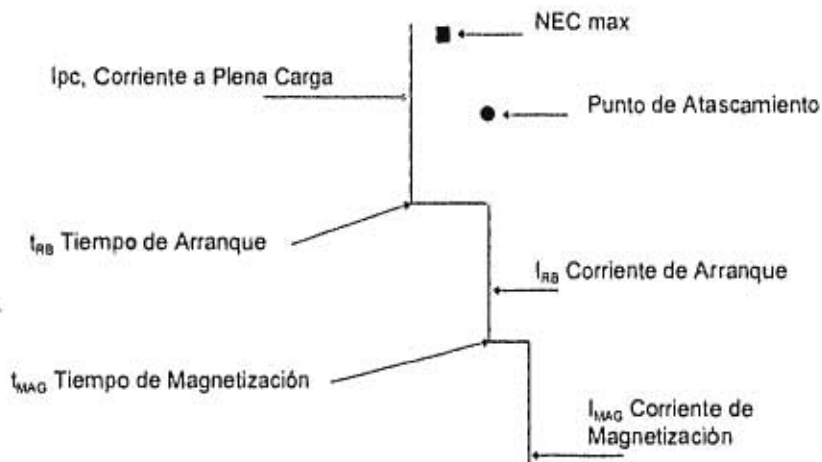 NEC max
Ipc, Corriente a Plena Carga
Punto de Atascamiento
tRB Tiempo de Arranque
IRB Corriente de Arranque
tMAG Tiempo de Magnetización
IMAG Corriente de
Magnetización